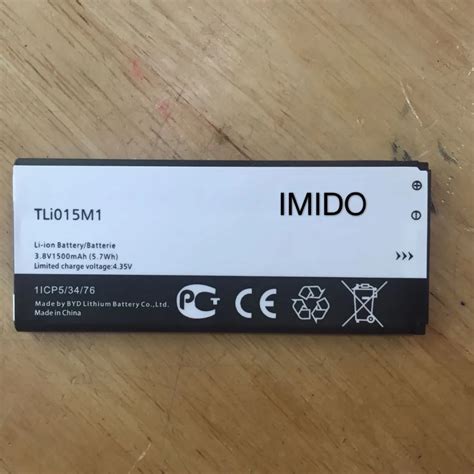 IMIDO
TLi015M1
Li-ion Battery/Batterie
3.8V1500mAh (5.7Wh)
Limited charge voltage:4.35V
1ICP5/34/76
Made by BYD Lithium Battery Co.,Ltd.
Made in China